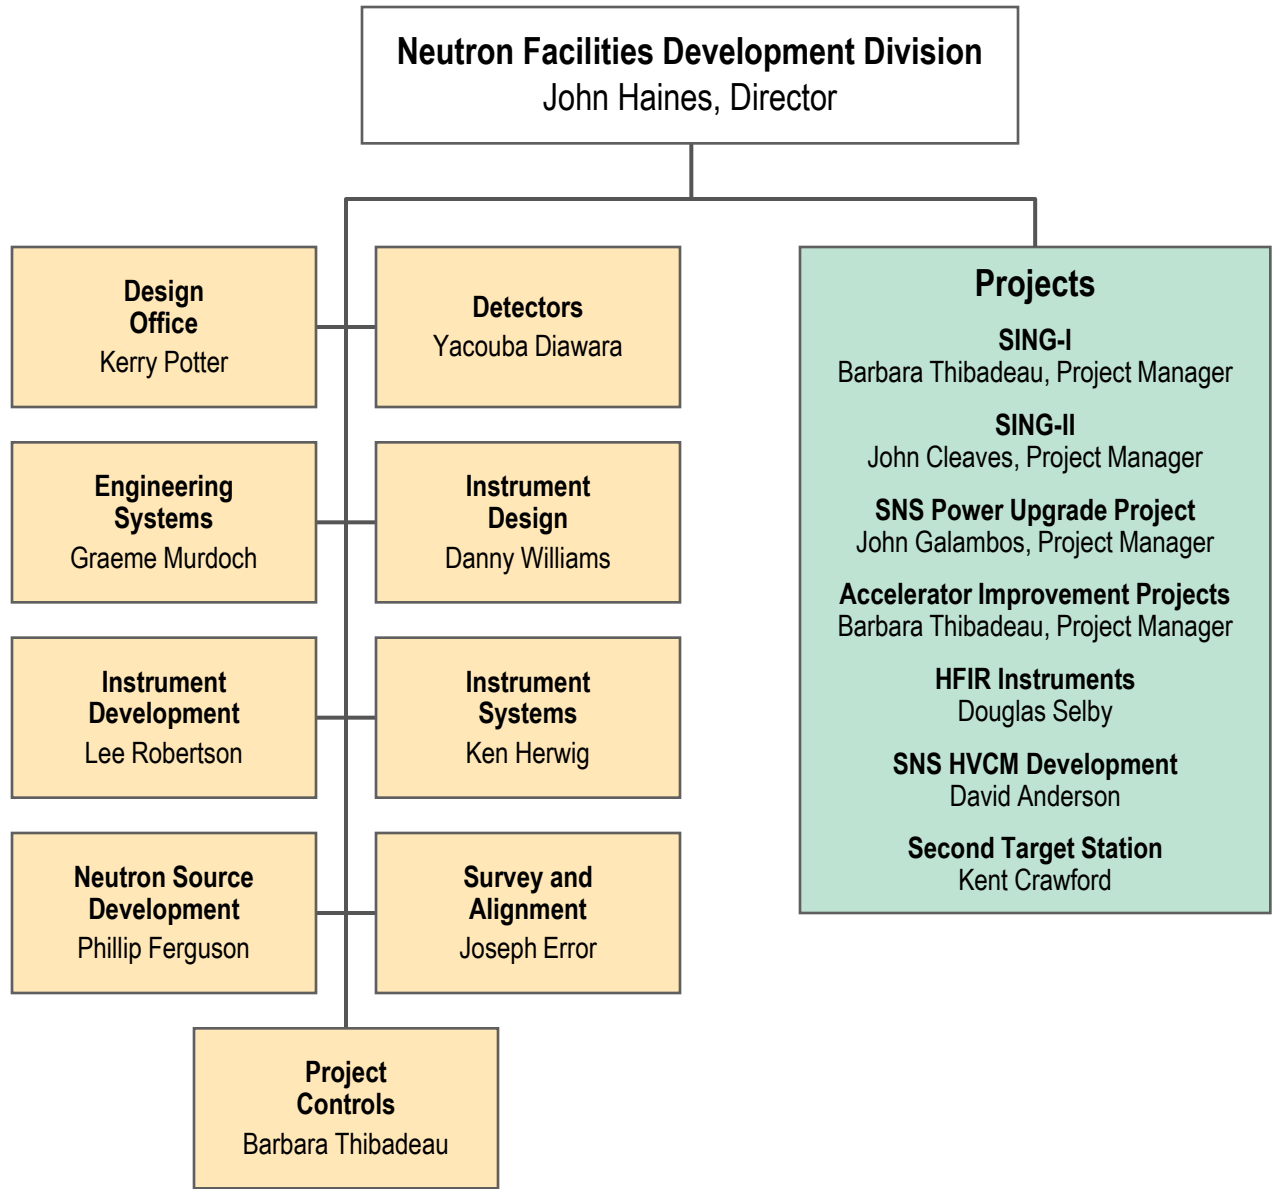 Neutron Facilities Development Division
John Haines, Director
Design
Office
Kerry Potter
Detectors
Yacouba Diawara
Engineering
Systems
Graeme Murdoch
Instrument
Design
Danny Williams
Instrument
Development
Lee Robertson
Instrument
Systems
Ken Herwig
Neutron Source
Development
Phillip Ferguson
Survey and
Alignment
Joseph Error
Project
Controls
Barbara Thibadeau
Projects
SING-I
Barbara Thibadeau, Project Manager
SING-II
John Cleaves, Project Manager
SNS Power Upgrade Project
John Galambos, Project Manager
Accelerator Improvement Projects
Barbara Thibadeau, Project Manager
HFIR Instruments
Douglas Selby
SNS HVCM Development
David Anderson
Second Target Station
Kent Crawford